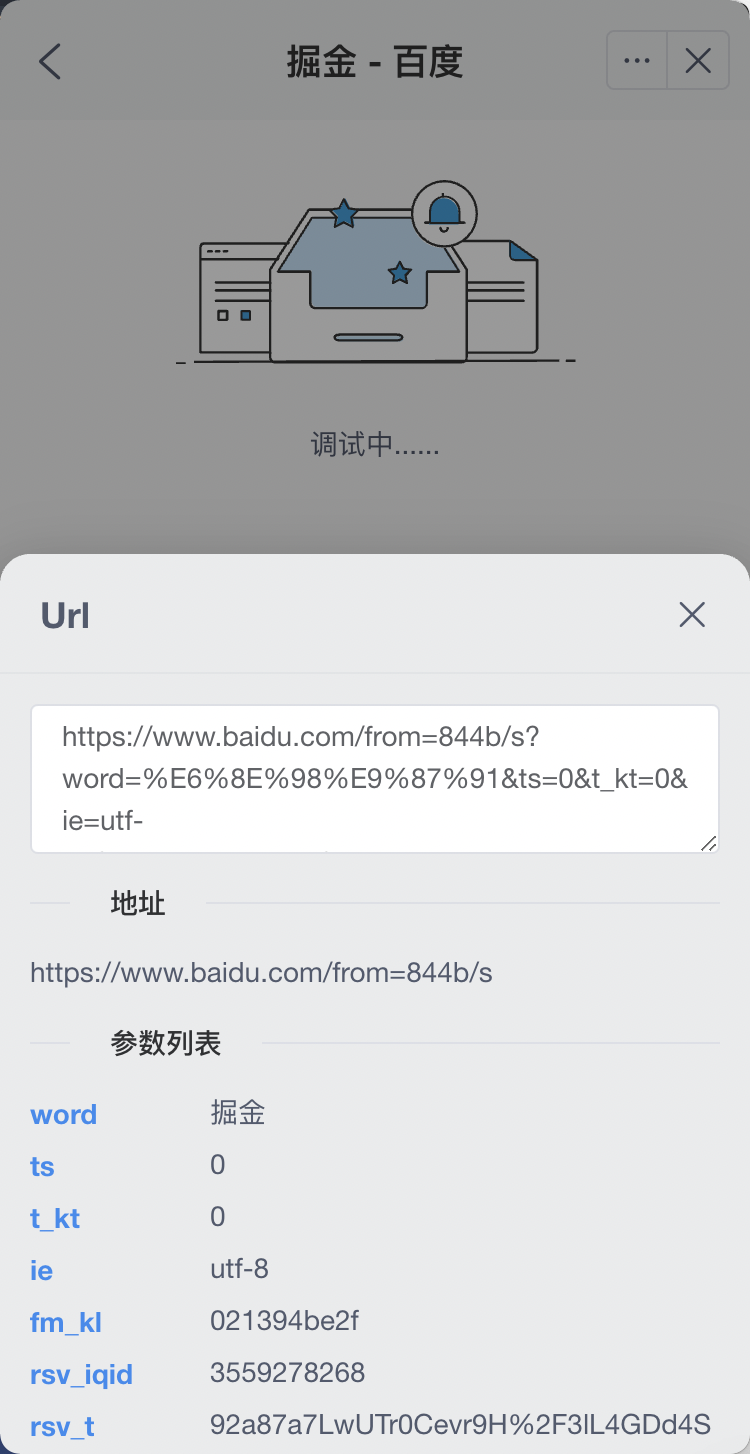 掘金 - 百度
调试中......
Url
https://www.baidu.com/from=844b/s?
word=%E6%8E%98%E9%87%91&ts=0&t_kt=0&
ie=utf-
地址
https://www.baidu.com/from=844b/s
参数列表
word 掘金
ts 0
t_kt 0
ie utf-8
fm_kl 021394be2f
rsv_iqid 3559278268
rsv_t 92a87a7LwUTr0Cevr9H%2F3lL4GDd4S